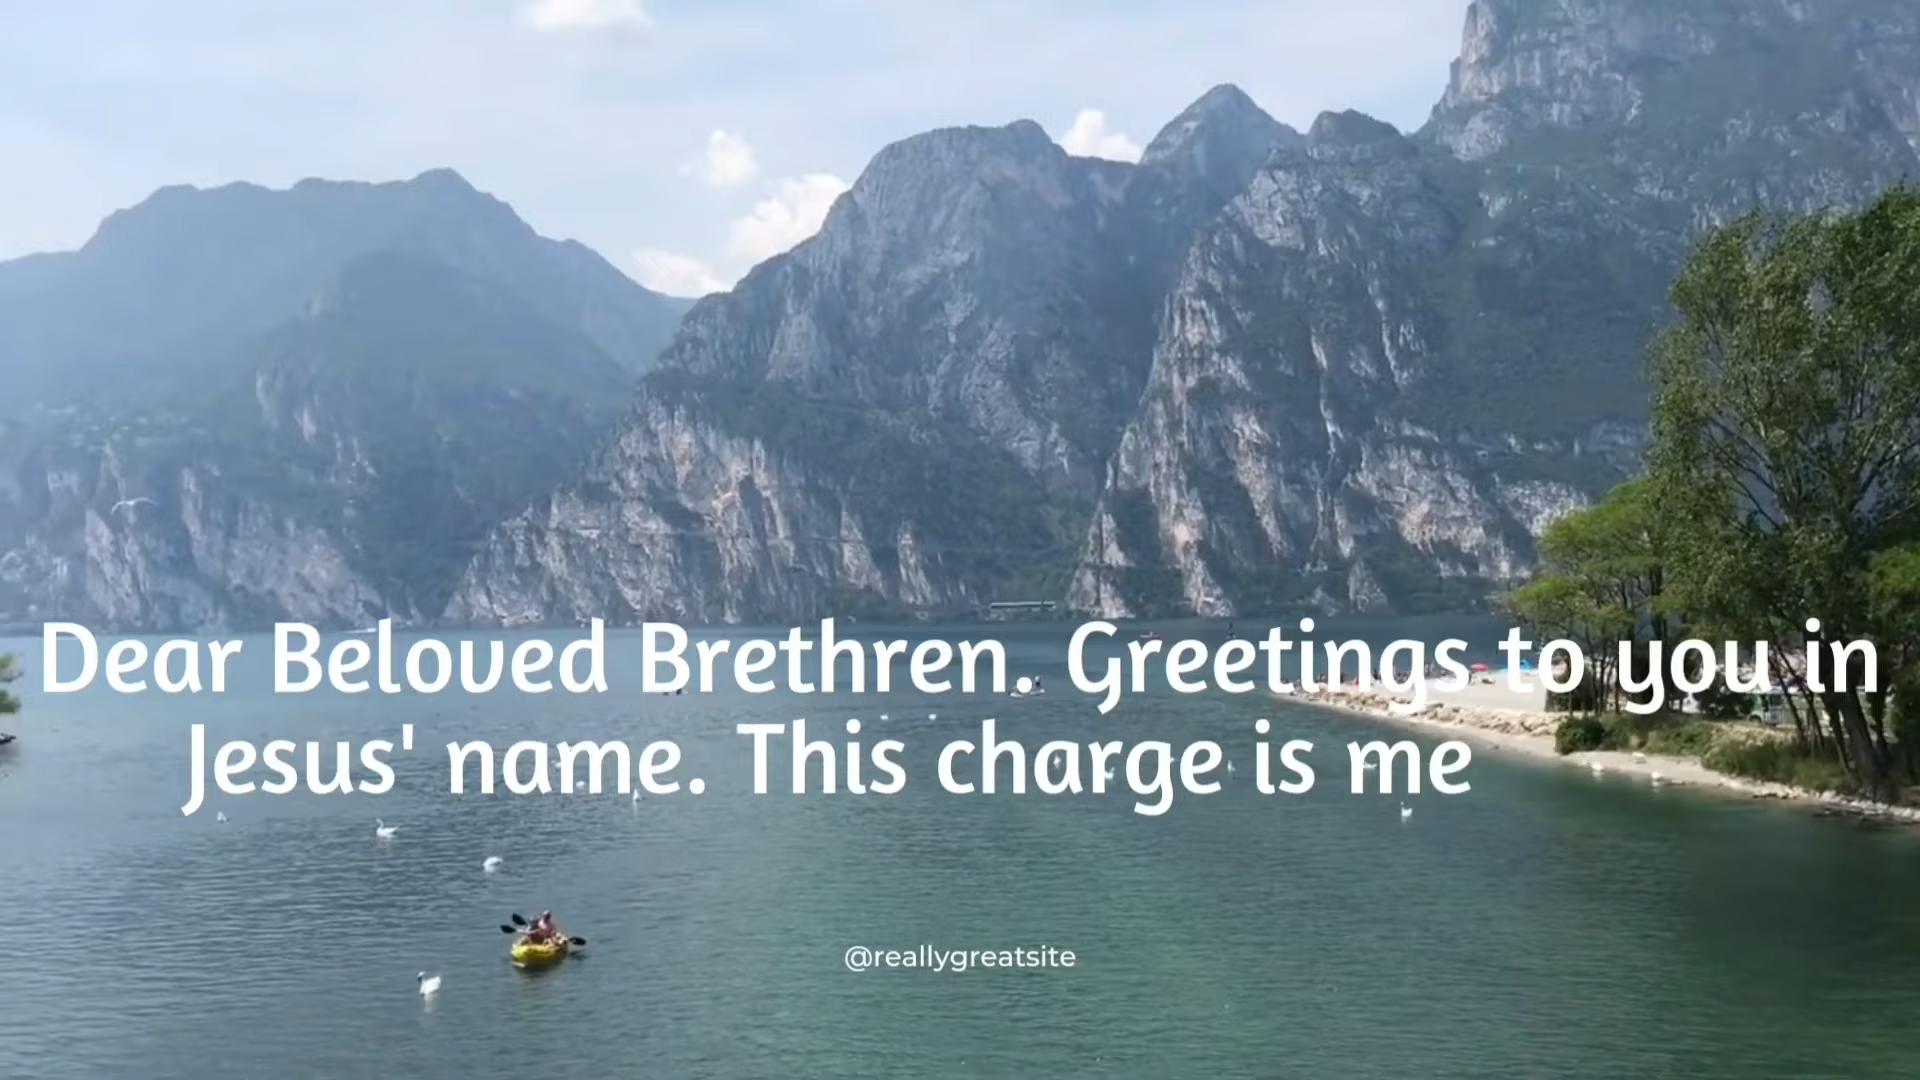 Dear Beloved Brethren. Greetings to you in
Jesus' name. This charge is me
@reallygreatsite